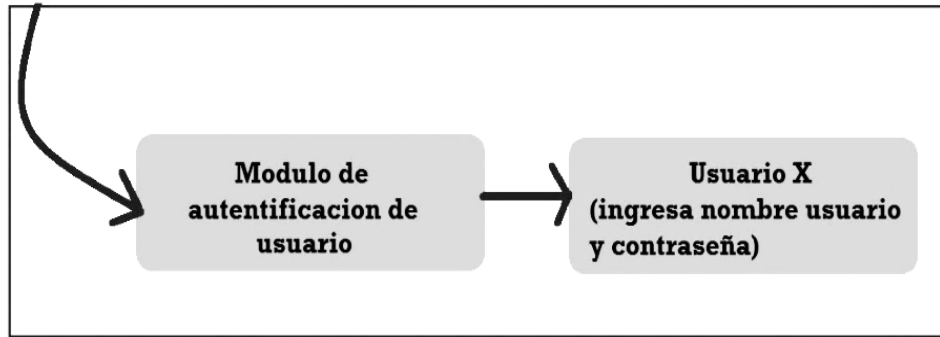 Modulo de
autentificacion de
usuario
Usuario X
(ingresa nombre usuario
y contraseña)